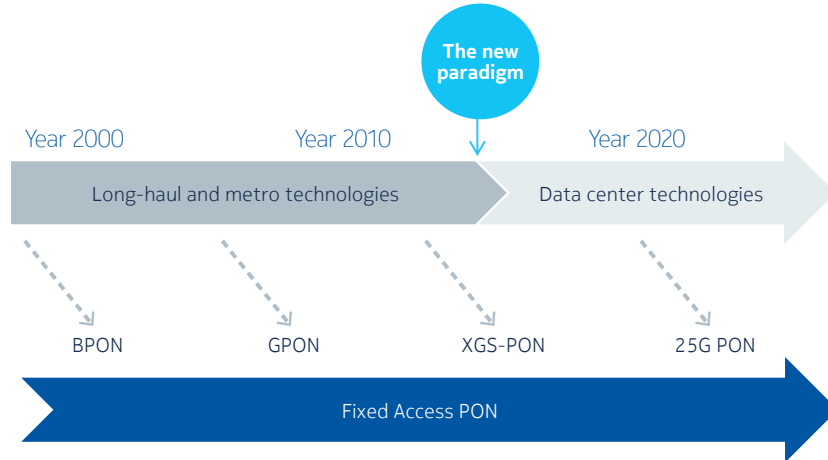 The new
paradigm
Year 2000
Year 2010
Year 2020
Long-haul and metro technologies
Data center technologies
BPON
GPON
XGS-PON
25G PON
Fixed Access PON